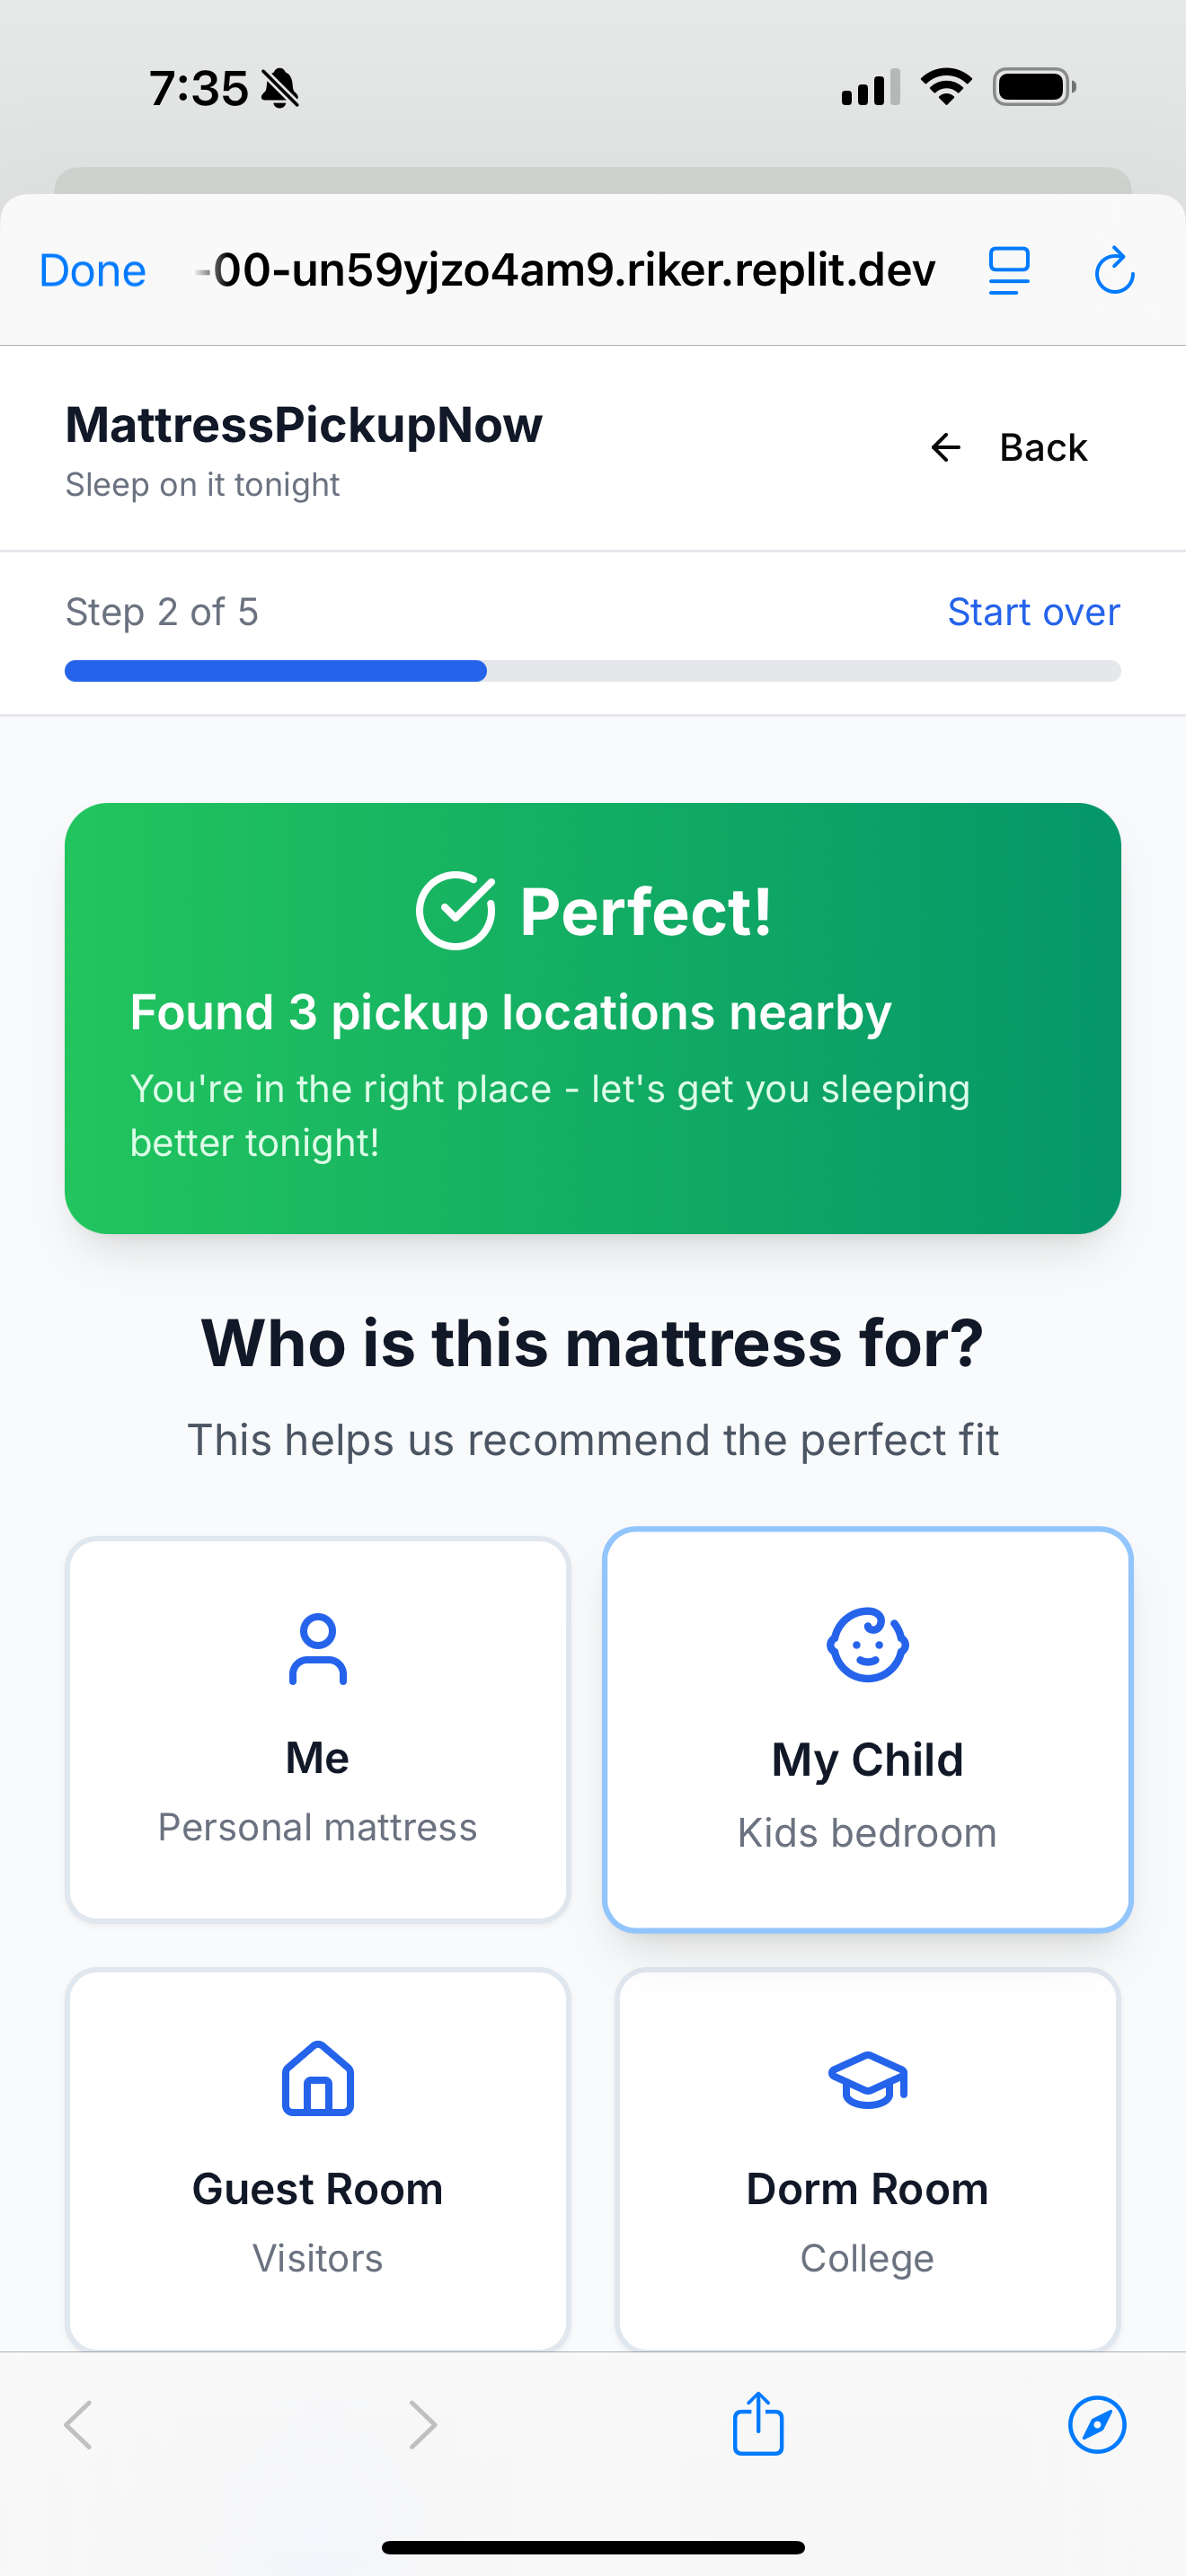 7:35
Done
-00-un59yjzo4am9.riker.replit.dev
MattressPickupNow
Sleep on it tonight
Back
Step 2 of 5
Start over
Perfect!
Found 3 pickup locations nearby
You're in the right place - let's get you sleeping
better tonight!
Who is this mattress for?
This helps us recommend the perfect fit
Me
Personal mattress
My Child
Kids bedroom
Guest Room
Visitors
Dorm Room
College